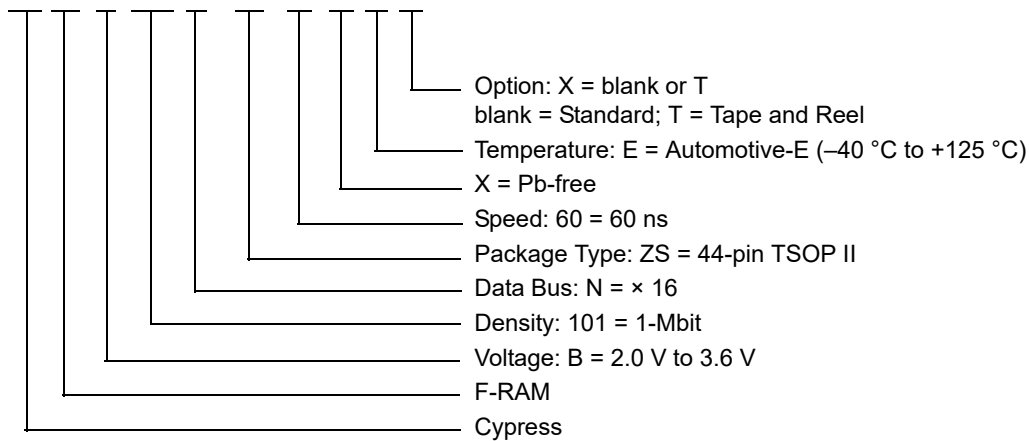 Option: X = blank or T
blank = Standard; T = Tape and Reel
Temperature: E = Automotive-E (–40 °C to +125 °C)
X = Pb-free
Speed: 60 = 60 ns
Package Type: ZS = 44-pin TSOP II
Data Bus: N = × 16
Density: 101 = 1-Mbit
Voltage: B = 2.0 V to 3.6 V
F-RAM
Cypress